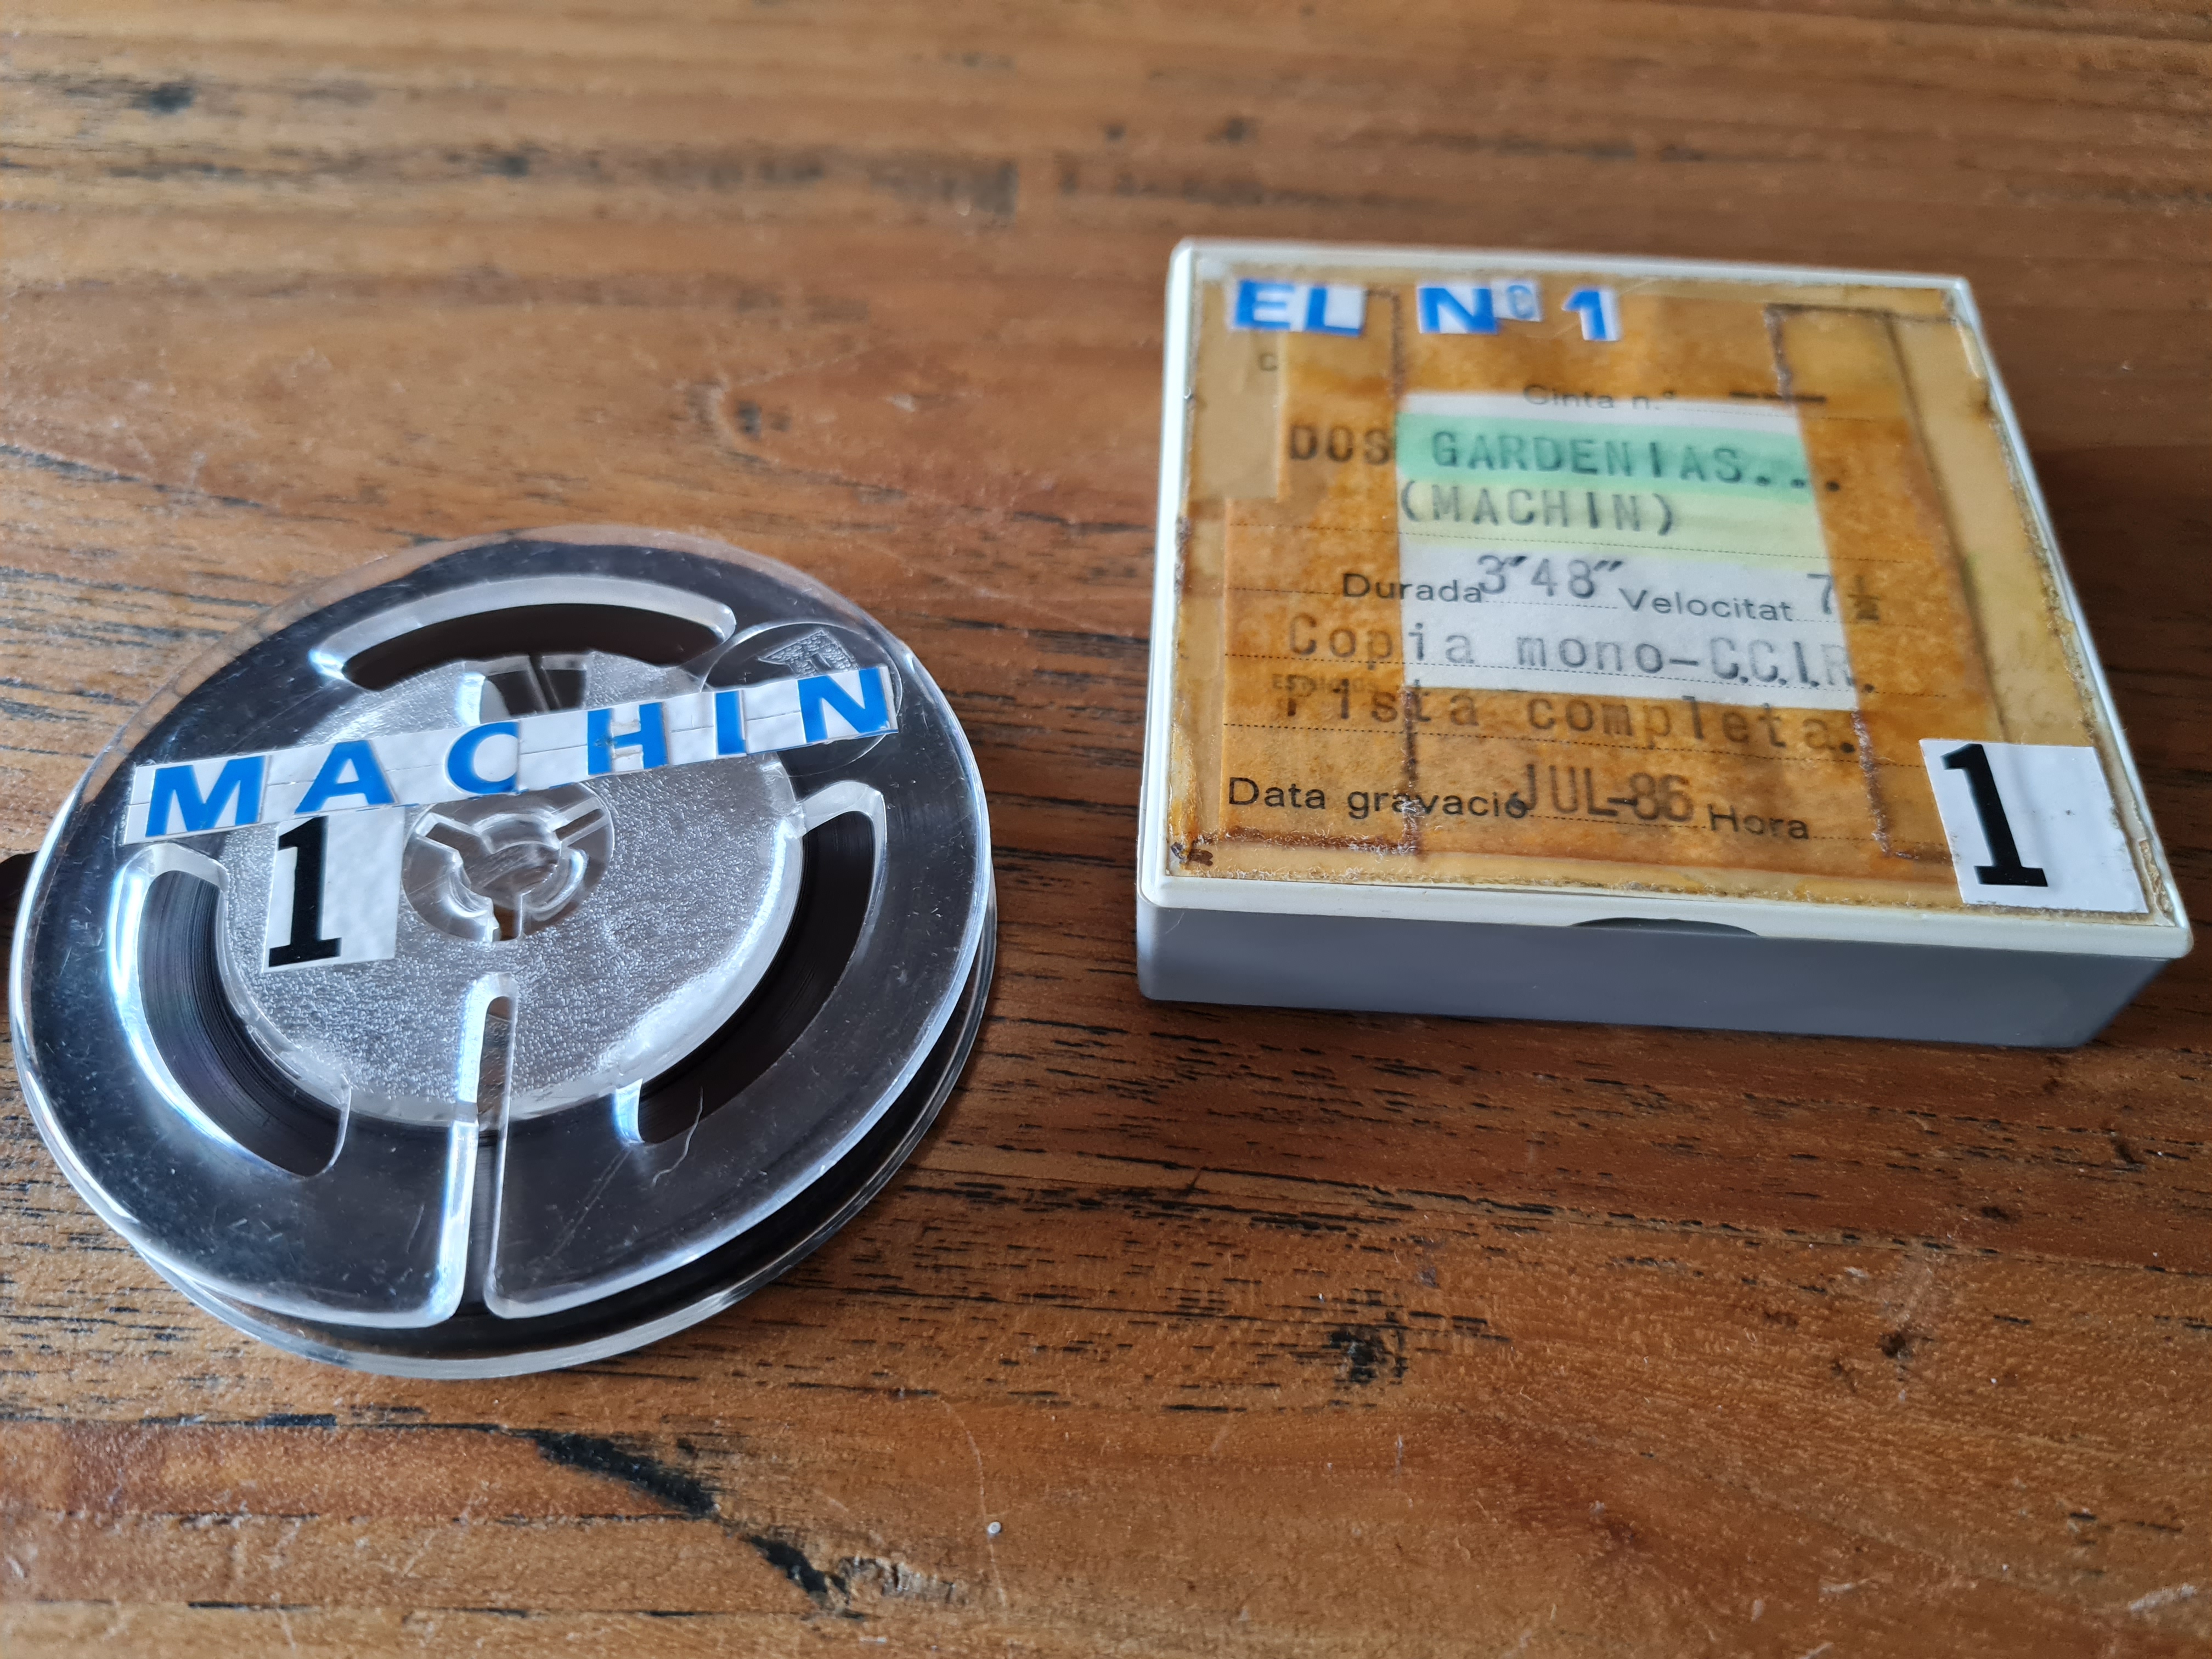 MACHIN
1
EL Nº 1
Cinta n.º ---
DOS GARDENIAS...
(MACHIN)
Durada 3"48" Velocitat 7½
Copia mono-C.C.I.R.
Pista completa.
Data gravació JUL-86 Hora
1